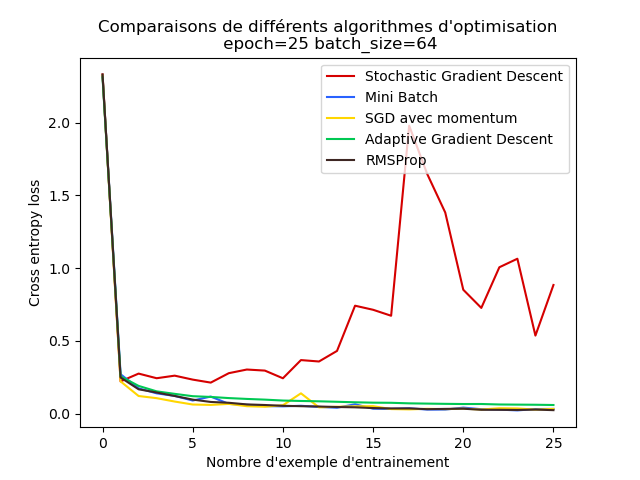 Comparaisons de différents algorithmes d'optimisation
epoch=25 batch_size=64
Stochastic Gradient Descent
Mini Batch
SGD avec momentum
Adaptive Gradient Descent
RMSProp
Cross entropy loss
2.0
1.5
1.0
0.5
0.0
0 5 10 15 20 25
Nombre d'exemple d'entrainement